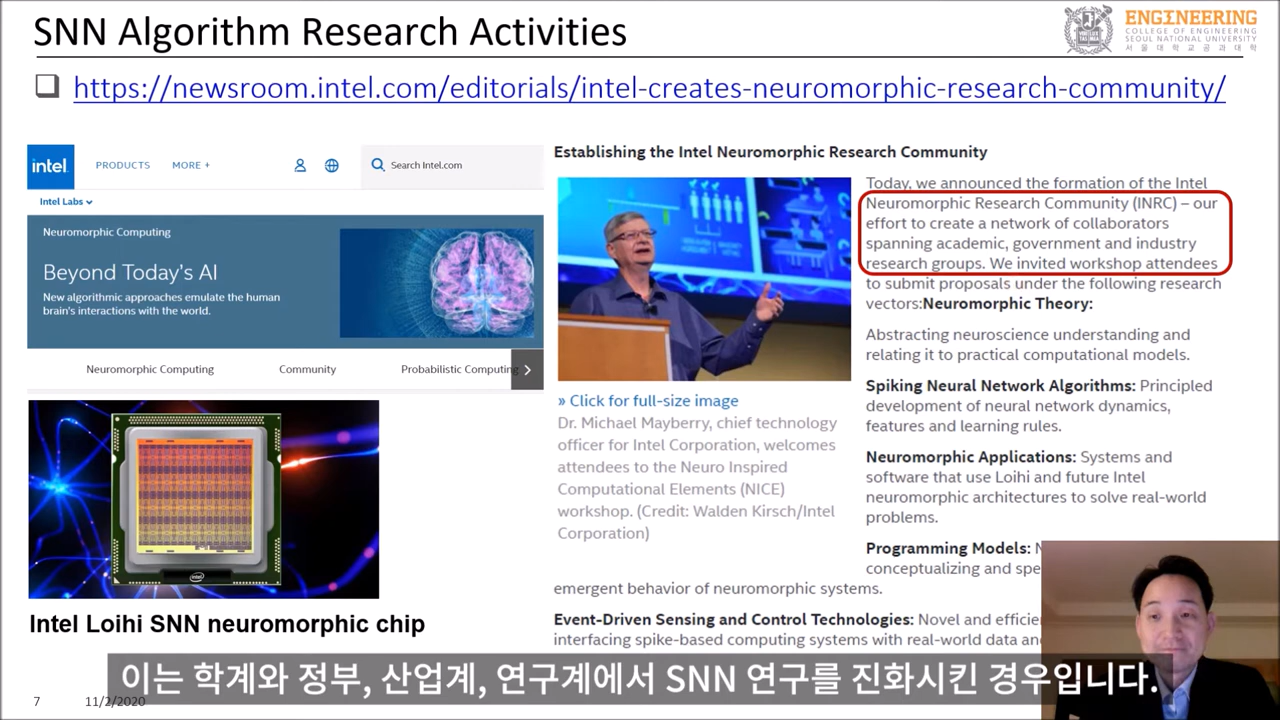 SNN Algorithm Research Activities
ENGINEERING
COLLEGE OF ENGINEERING
SEOUL NATIONAL UNIVERSITY
서울대학교공과대학
https://newsroom.intel.com/editorials/intel-creates-neuromorphic-research-community/
intel
PRODUCTS
MORE +
Search Intel.com
Intel Labs
Neuromorphic Computing
Beyond Today's AI
New algorithmic approaches emulate the human
brain's interactions with the world.
Neuromorphic Computing
Community
Probabilistic Computing
intel
Intel Loihi SNN neuromorphic chip
Establishing the Intel Neuromorphic Research Community
» Click for full-size image
Dr. Michael Mayberry, chief technology
officer for Intel Corporation, welcomes
attendees to the Neuro Inspired
Computational Elements (NICE)
workshop. (Credit: Walden Kirsch/Intel
Corporation)
Today, we announced the formation of the Intel
Neuromorphic Research Community (INRC) – our
effort to create a network of collaborators
spanning academic, government and industry
research groups. We invited workshop attendees
to submit proposals under the following research
vectors:Neuromorphic Theory:
Abstracting neuroscience understanding and
relating it to practical computational models.
Spiking Neural Network Algorithms: Principled
development of neural network dynamics,
features and learning rules.
Neuromorphic Applications: Systems and
software that use Loihi and future Intel
neuromorphic architectures to solve real-world
problems.
Programming Models:
conceptualizing and
emergent behavior of neuromorphic systems.
Event-Driven Sensing and Control Technologies: Novel and
interfacing spike-based computing systems with real-world data
이는 학계와 정부, 산업계, 연구계에서 SNN 연구를 진화시킨 경우입니다.
7
11/2/2020